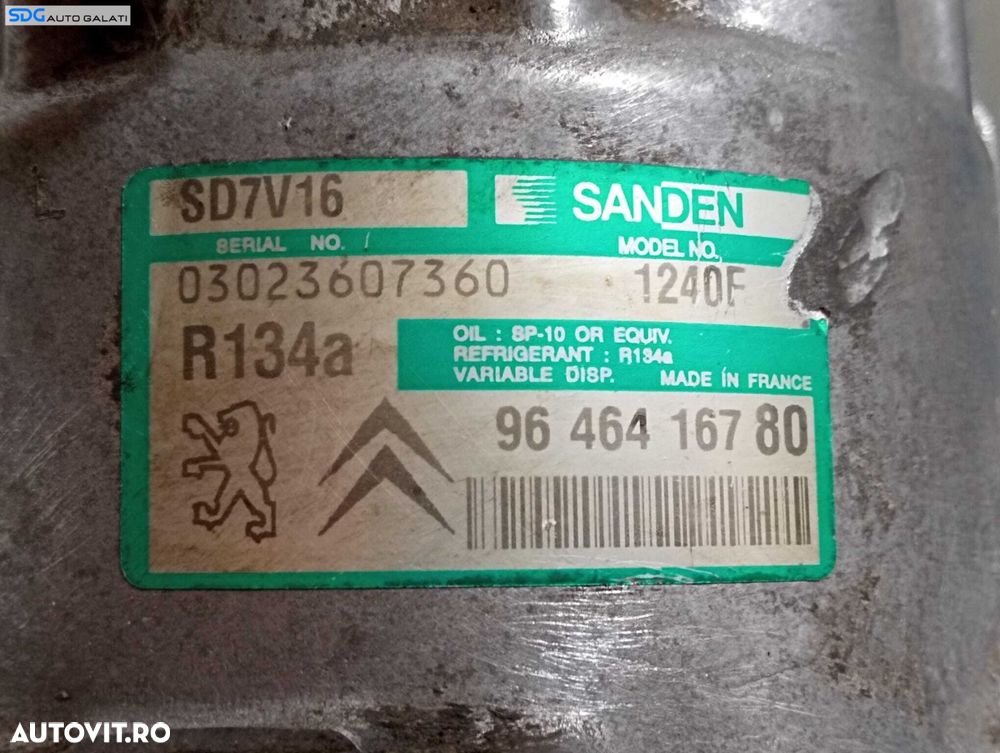 SDG AUTO GALATI
SD7V16
SANDEN
SERIAL NO.
MODEL NO.
03023607360
1240F
R134a
OIL : SP-10 OR EQUIV.
REFRIGERANT : R134a
VARIABLE DISP. MADE IN FRANCE
96 464 167 80
AUTOVIT.RO